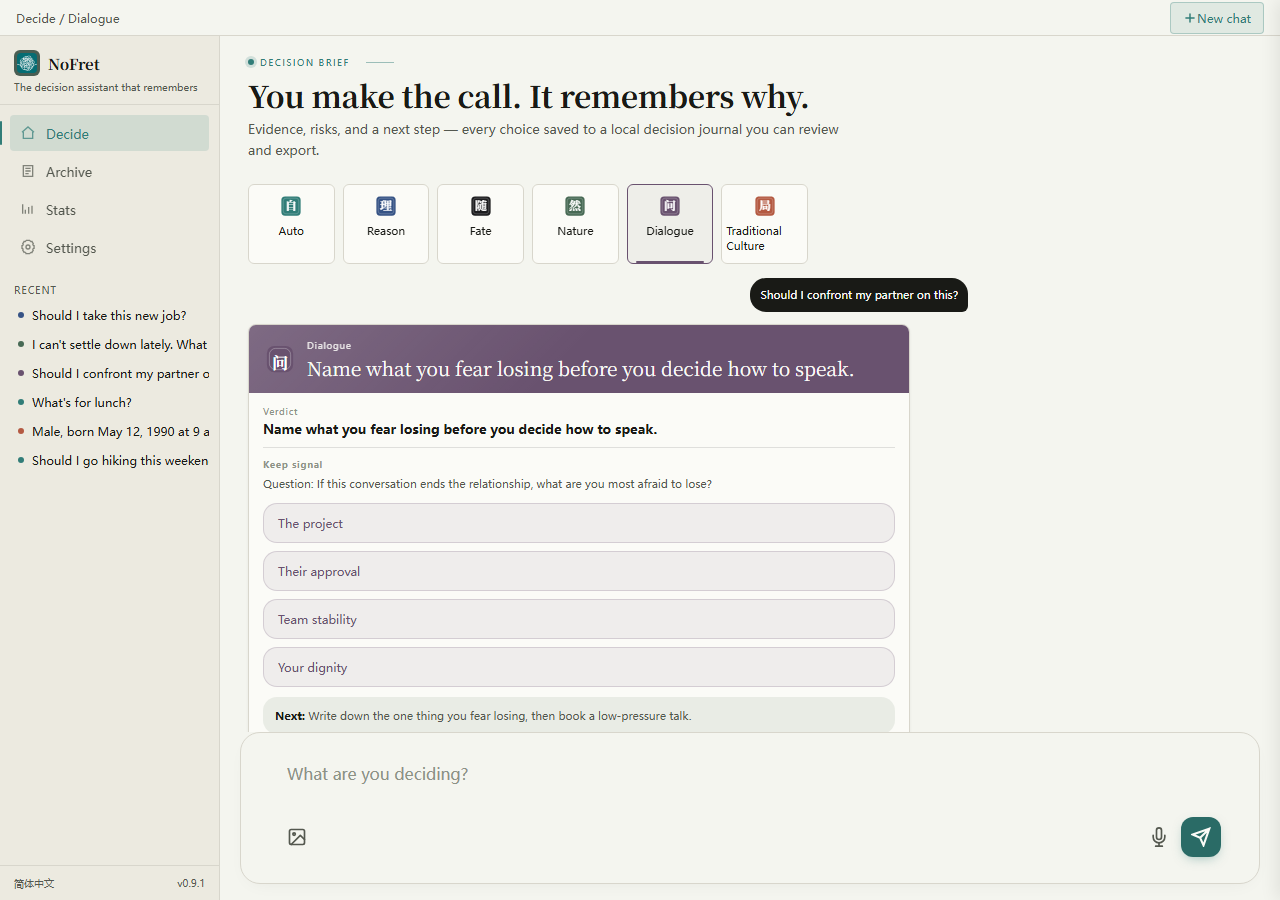 Decide / Dialogue
+ New chat
NoFret
The decision assistant that remembers
Decide
Archive
Stats
Settings
RECENT
Should I take this new job?
I can't settle down lately. What
Should I confront my partner o
What's for lunch?
Male, born May 12, 1990 at 9 a
Should I go hiking this weeken
简体中文
v0.9.1
DECISION BRIEF
You make the call. It remembers why.
Evidence, risks, and a next step — every choice saved to a local decision journal you can review
and export.
自
Auto
理
Reason
随
Fate
然
Nature
问
Dialogue
局
Traditional
Culture
Should I confront my partner on this?
问
Dialogue
Name what you fear losing before you decide how to speak.
Verdict
Name what you fear losing before you decide how to speak.
Keep signal
Question: If this conversation ends the relationship, what are you most afraid to lose?
The project
Their approval
Team stability
Your dignity
Next: Write down the one thing you fear losing, then book a low-pressure talk.
What are you deciding?